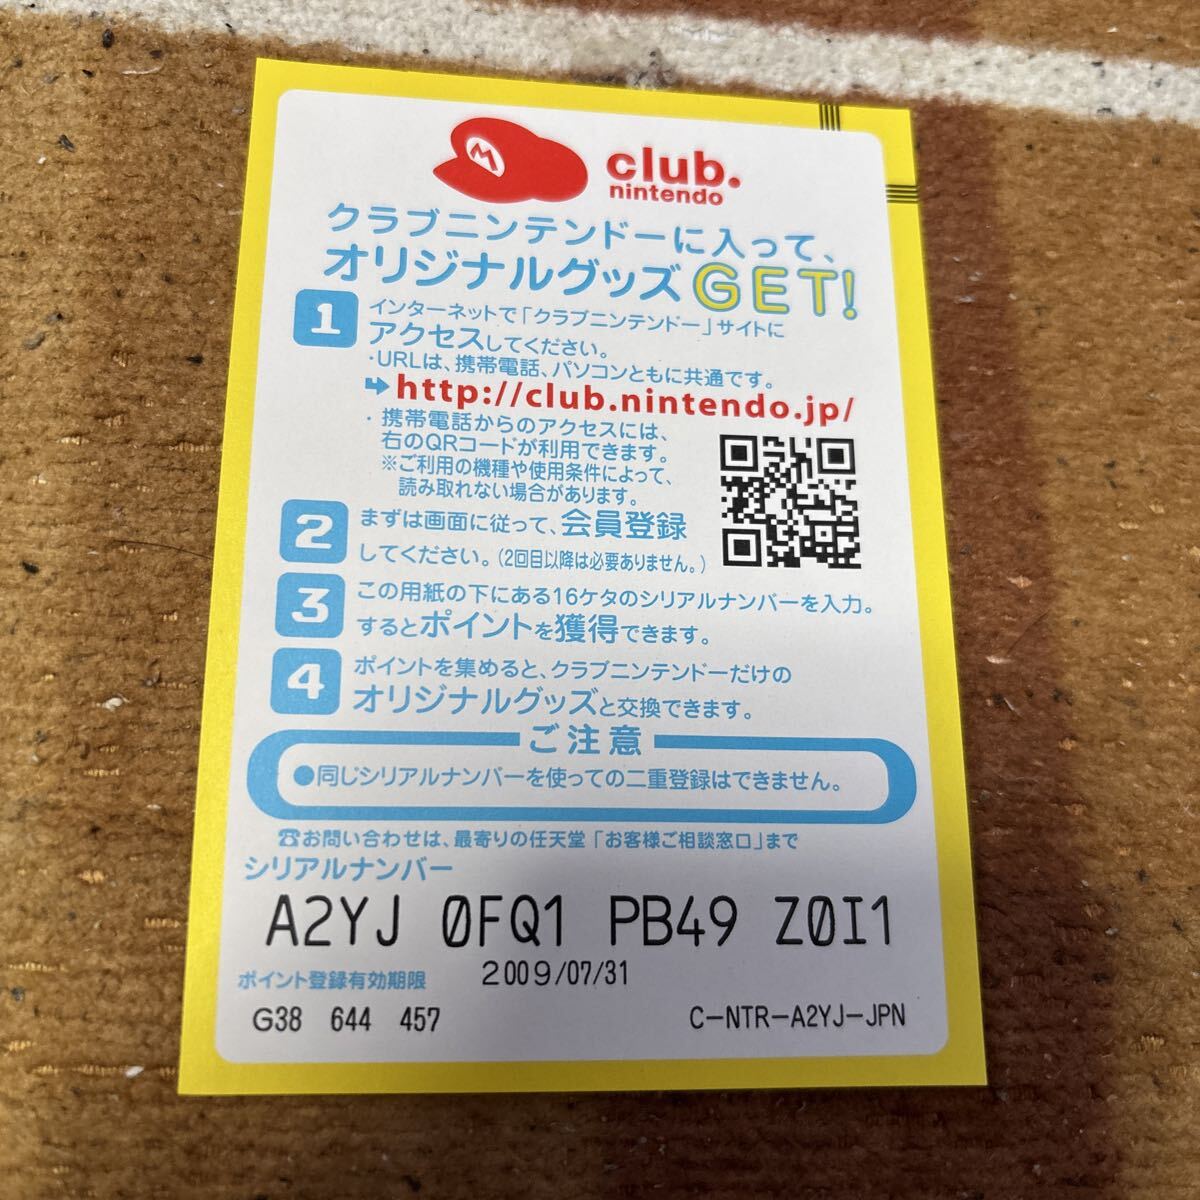 M
club.
nintendo
クラブニンテンドーに入って、
オリジナルグッズGET!
1 インターネットで「クラブニンテンドー」サイトに
アクセスしてください。
・URLは、携帯電話、パソコンともに共通です。
➡http://club.nintendo.jp/
・携帯電話からのアクセスには、
右のQRコードが利用できます。
※ご利用の機種や使用条件によって、
読み取れない場合があります。
2 まずは画面に従って、会員登録
してください。(2回目以降は必要ありません。)
3 この用紙の下にある16ケタのシリアルナンバーを入力。
するとポイントを獲得できます。
4 ポイントを集めると、クラブニンテンドーだけの
オリジナルグッズと交換できます。
ご注意
●同じシリアルナンバーを使っての二重登録はできません。
☎お問い合わせは、最寄りの任天堂「お客様ご相談窓口」まで
シリアルナンバー
A2YJ 0FQ1 PB49 Z0I1
ポイント登録有効期限 2009/07/31
G38 644 457 C-NTR-A2YJ-JPN